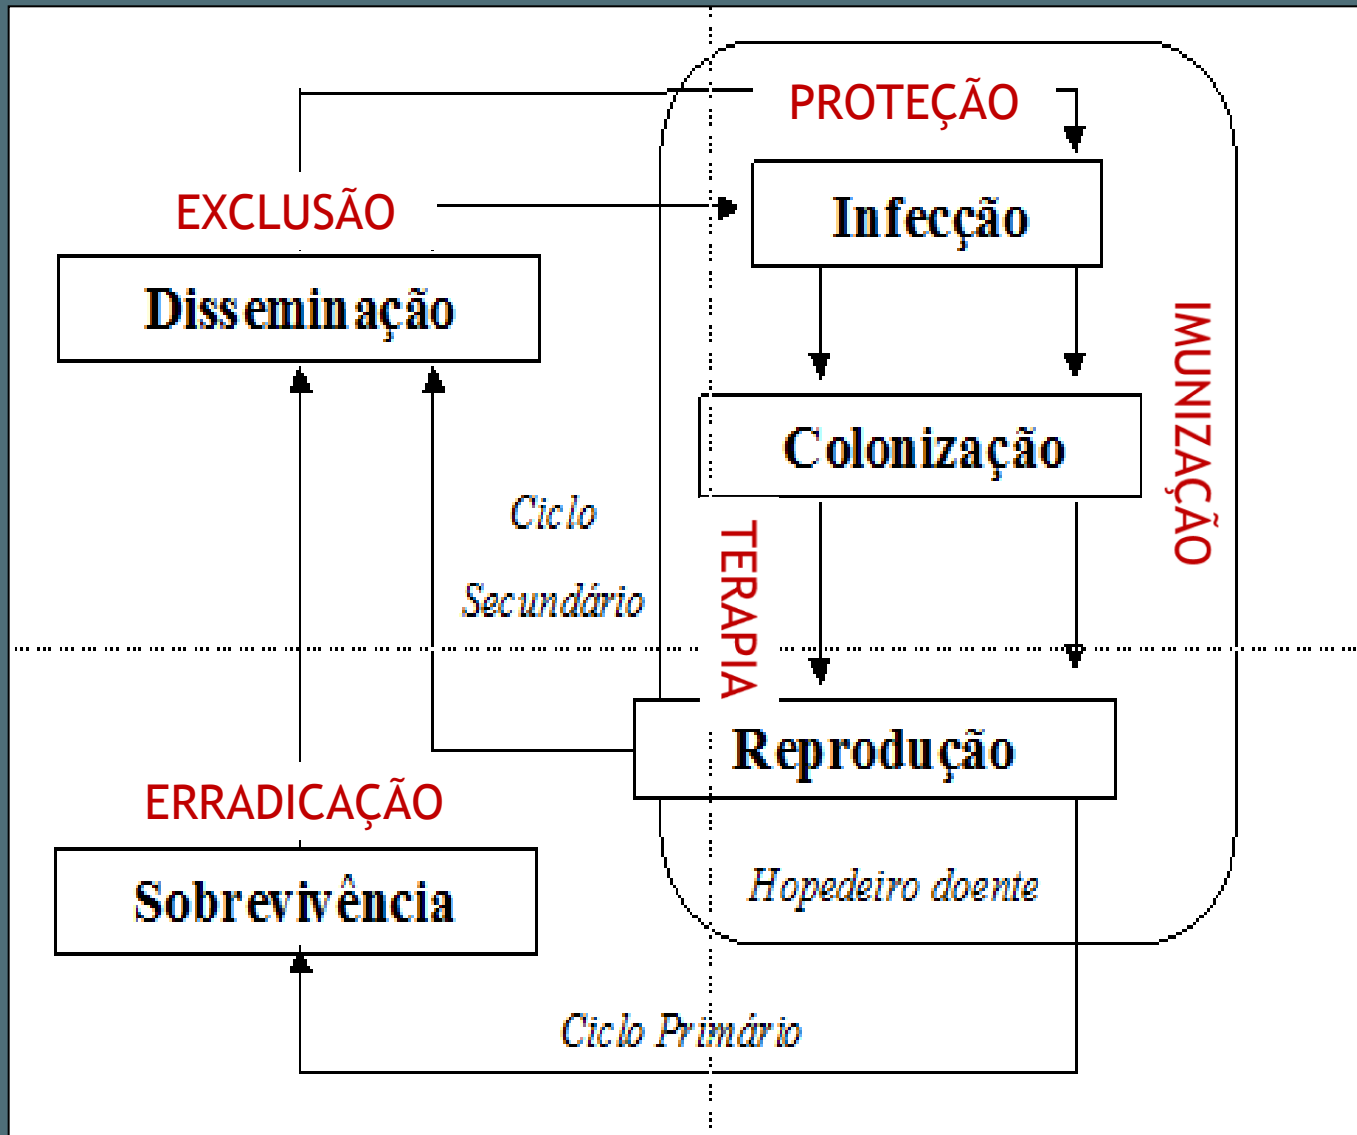 PROTEÇÃO
EXCLUSÃO
Infecção
Disseminação
IMUNIZAÇÃO
Colonização
Ciclo
Secundário
TERAPIA
Reprodução
ERRADICAÇÃO
Sobrevivência
Hopedeiro doente
Ciclo Primário